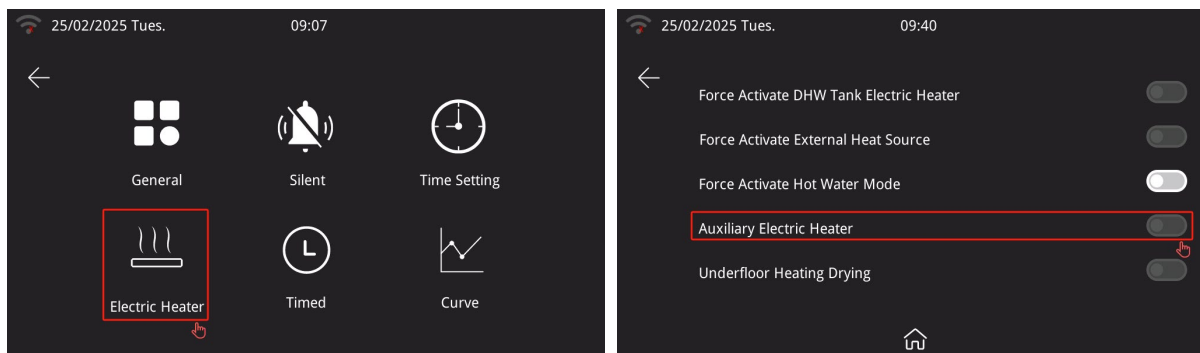 25/02/2025 Tues. 09:07
General Silent Time Setting
Electric Heater Timed Curve
25/02/2025 Tues. 09:40
Force Activate DHW Tank Electric Heater
Force Activate External Heat Source
Force Activate Hot Water Mode
Auxiliary Electric Heater
Underfloor Heating Drying